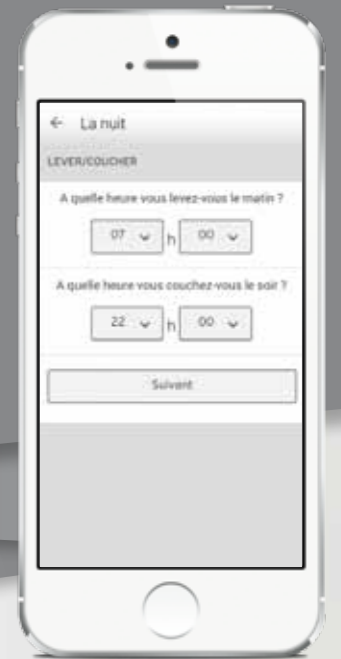 ← La nuit
LEVER/COUCHER
A quelle heure vous levez-vous le matin ?
07 h 00
A quelle heure vous couchez-vous le soir ?
22 h 00
Suivant